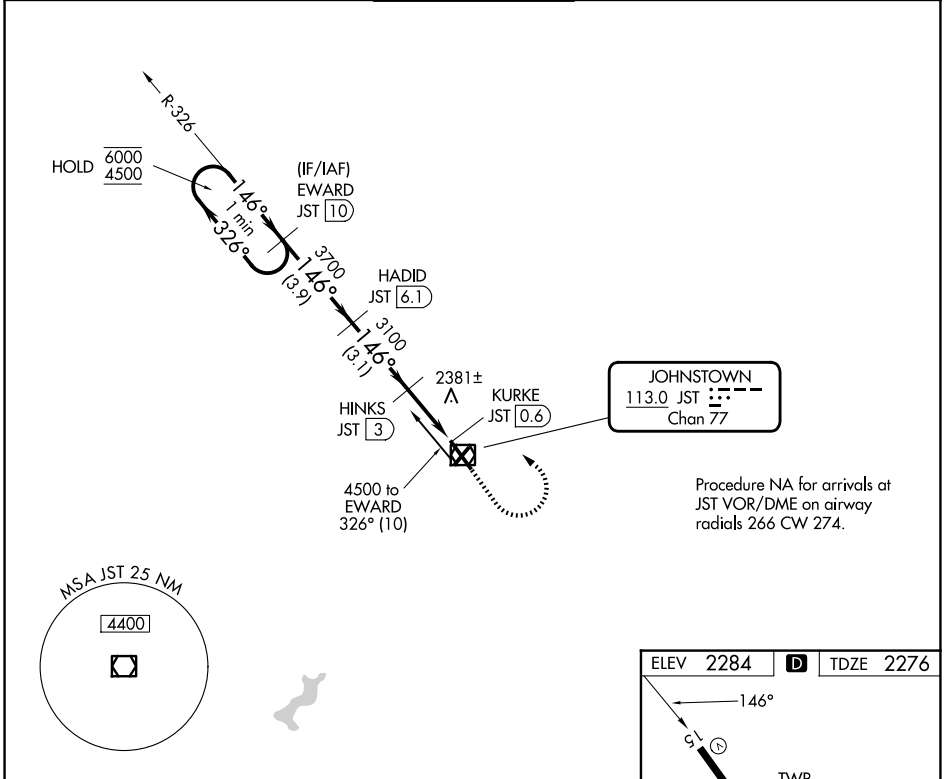 R-326
HOLD 6000
4500
146°
1 min
326°
(IF/IAF)
EWARD
JST 10
3700
146°
(3.9)
HADID
JST 6.1
3100
146°
(3.1)
2381±
HINKS
JST 3
KURKE
JST 0.6
JOHNSTOWN
113.0 JST
Chan 77
4500 to
EWARD
326° (10)
Procedure NA for arrivals at
JST VOR/DME on airway
radials 266 CW 274.
MSA JST 25 NM
4400
ELEV 2284 D TDZE 2276
146°
15 V
TWR